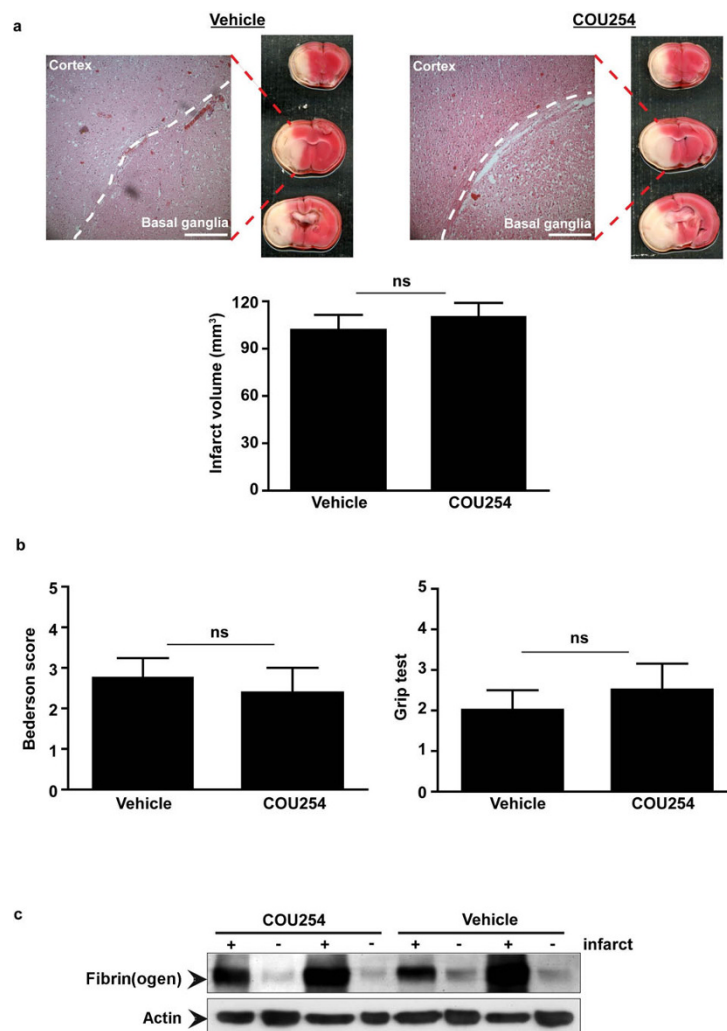 a
Vehicle
COU254
Cortex
Basal ganglia
Cortex
Basal ganglia
ns
120
90
60
30
0
Infarct volume (mm³)
Vehicle
COU254
b
5
4
3
2
1
0
Bederson score
ns
Vehicle
COU254
5
4
3
2
1
0
Grip test
ns
Vehicle
COU254
c
COU254
Vehicle
+ - + - + - + - infarct
Fibrin(ogen)
Actin